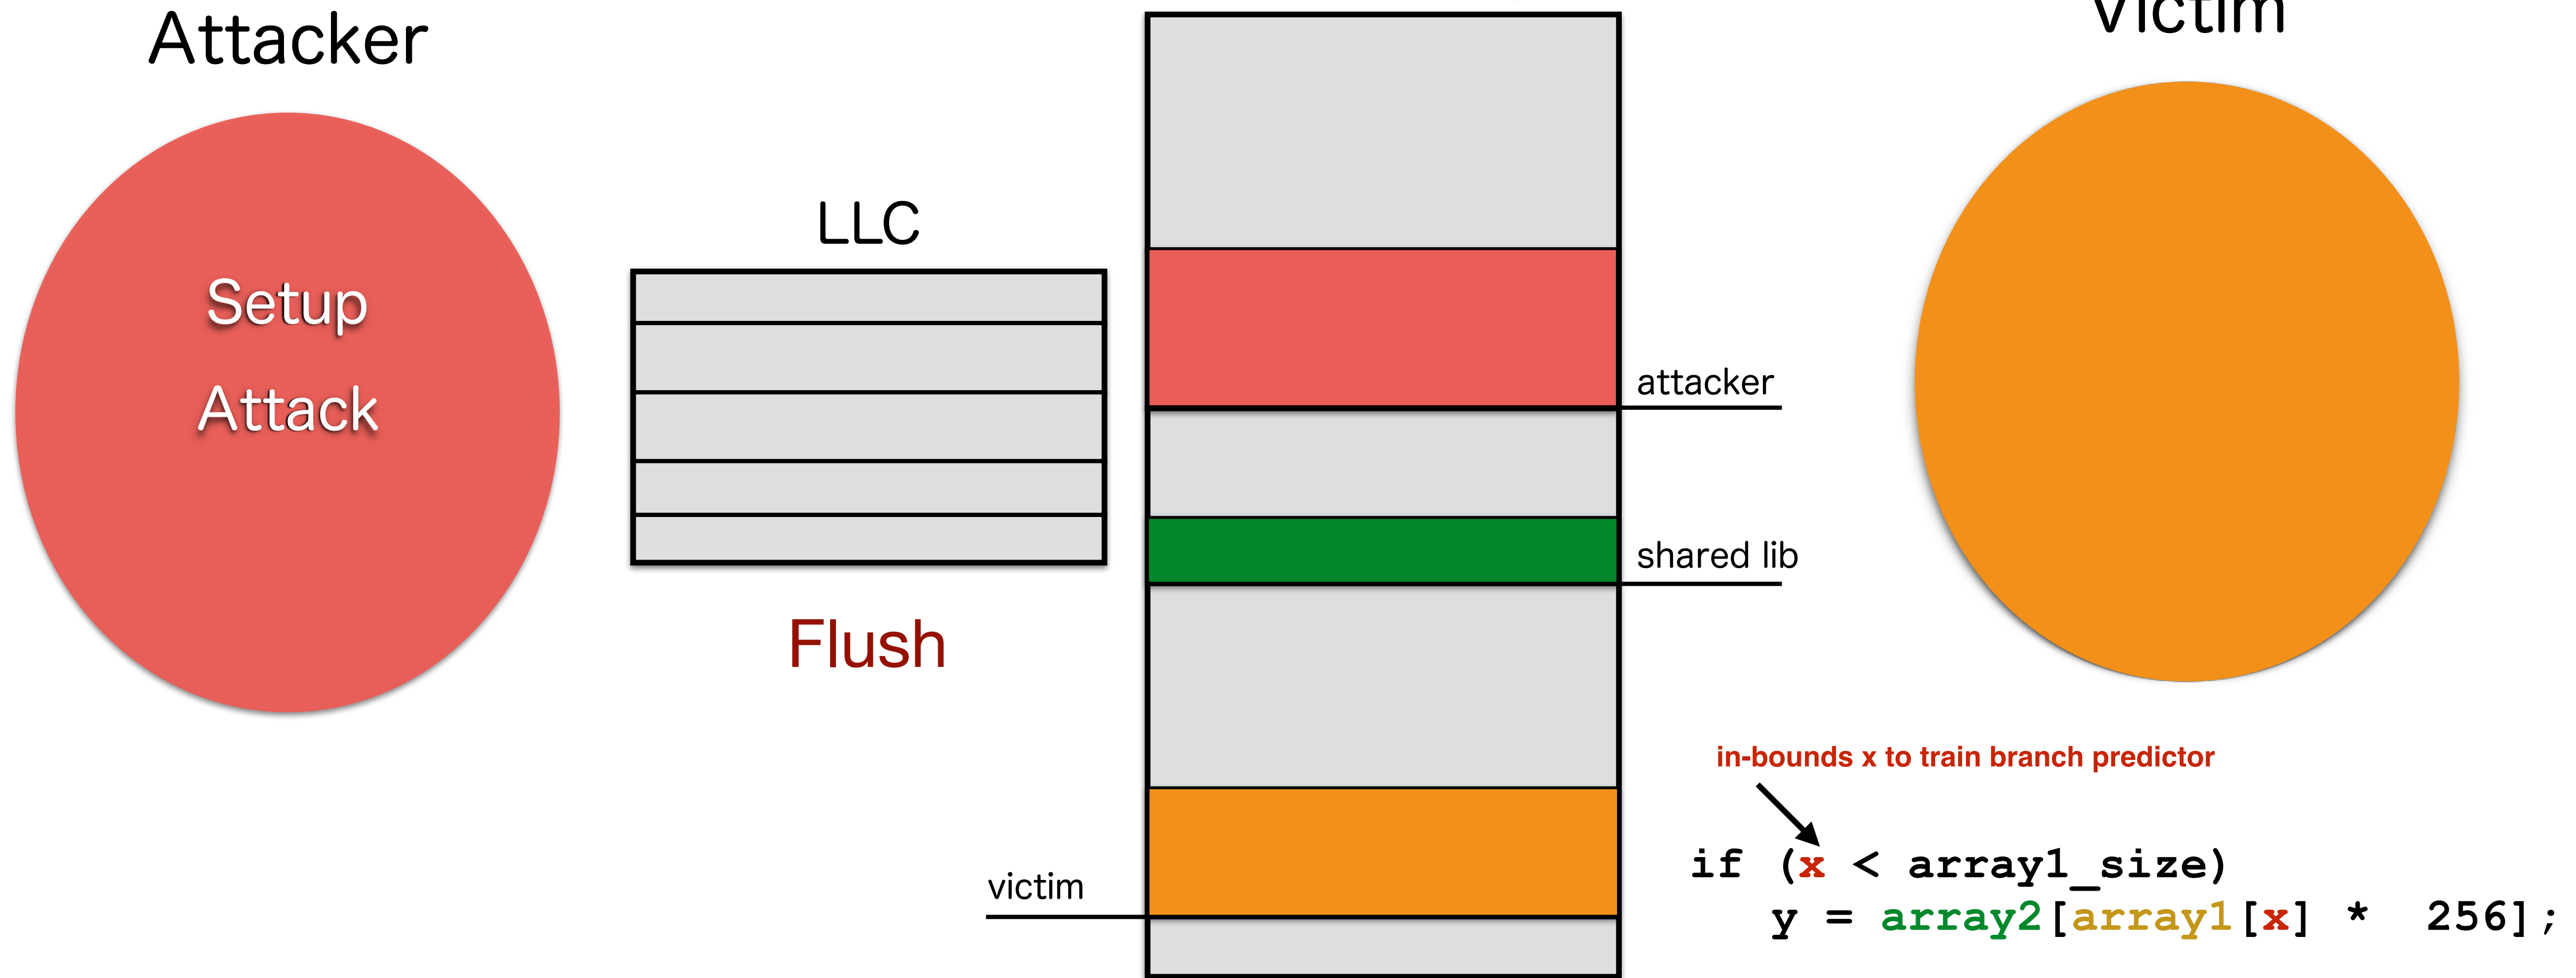 Attacker
Victim
Setup
Attack
LLC
Flush
attacker
shared lib
victim
in-bounds x to train branch predictor
if (x < array1_size)
y = array2[array1[x] * 256];